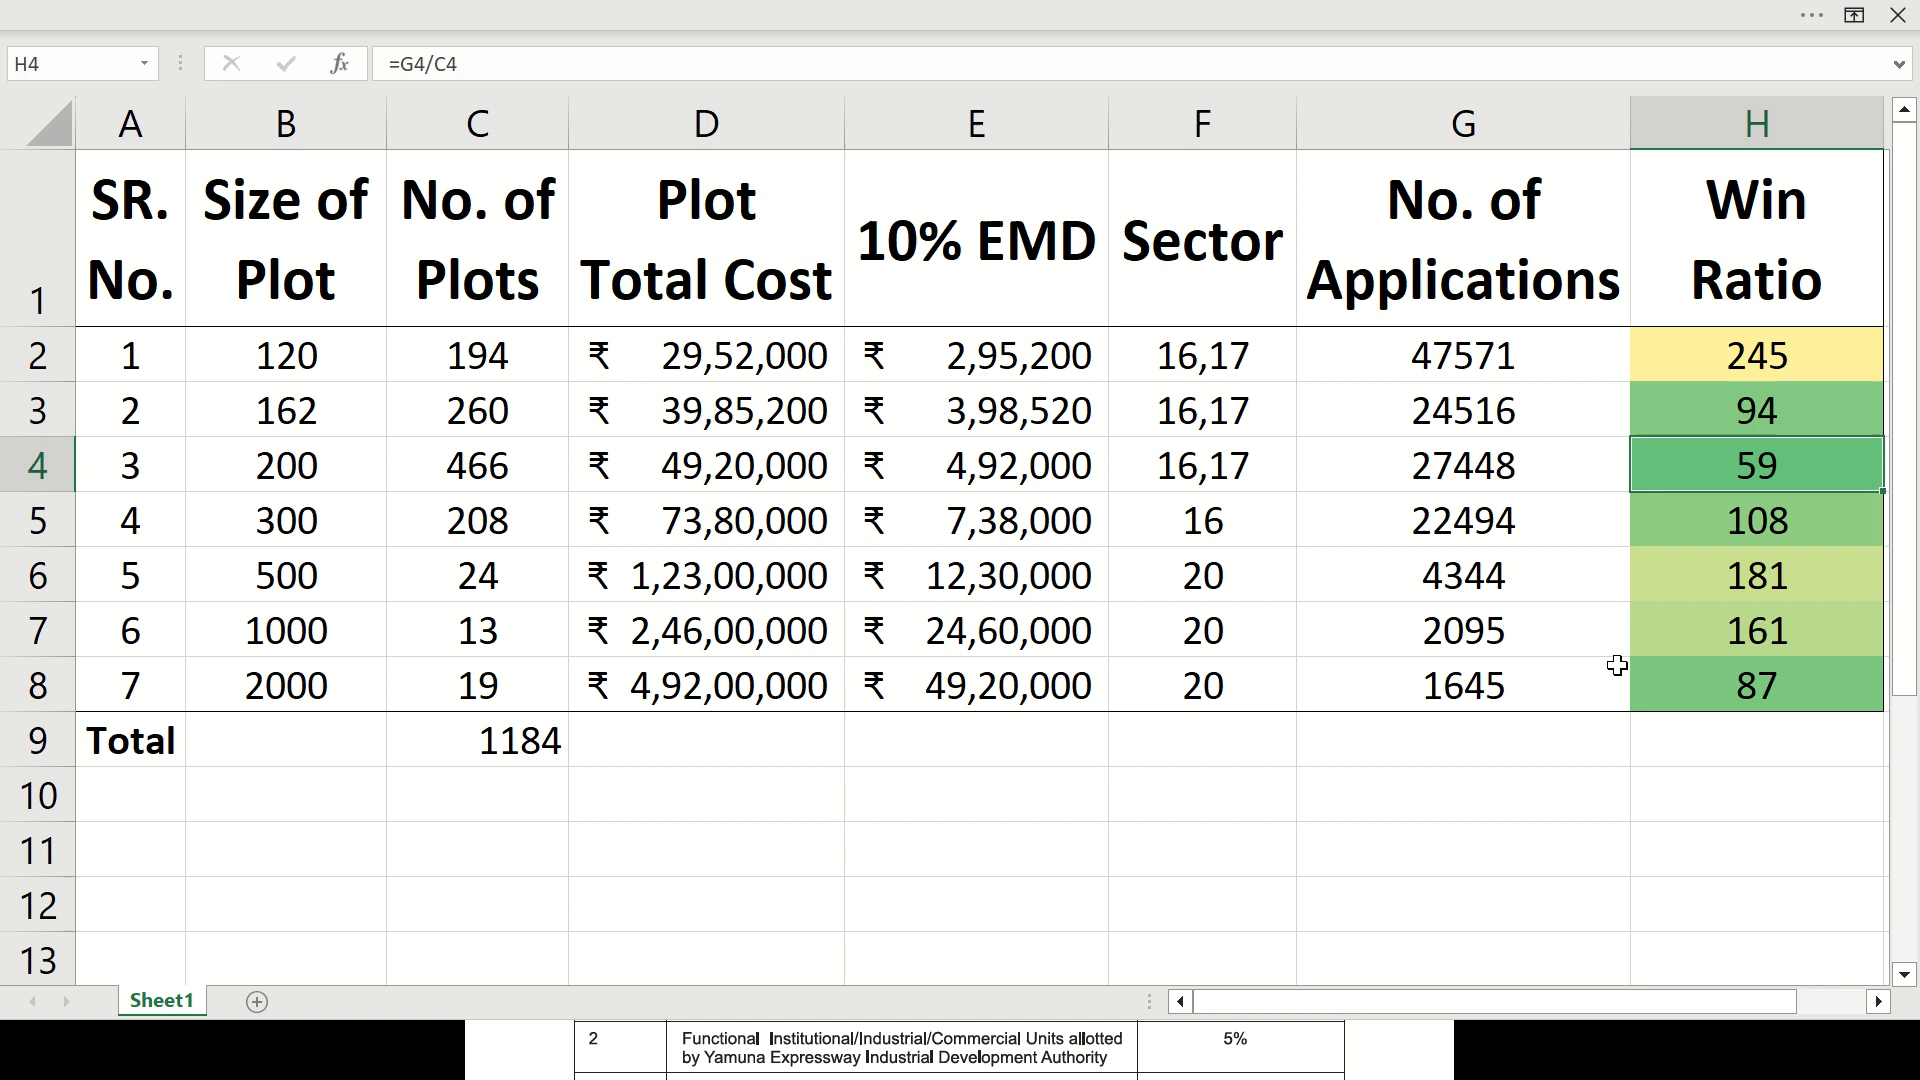 H4 fx =G4/C4
A B C D E F G H
1 SR. No. Size of Plot No. of Plots Plot Total Cost 10% EMD Sector No. of Applications Win Ratio
2 1 120 194 ₹ 29,52,000 ₹ 2,95,200 16,17 47571 245
3 2 162 260 ₹ 39,85,200 ₹ 3,98,520 16,17 24516 94
4 3 200 466 ₹ 49,20,000 ₹ 4,92,000 16,17 27448 59
5 4 300 208 ₹ 73,80,000 ₹ 7,38,000 16 22494 108
6 5 500 24 ₹ 1,23,00,000 ₹ 12,30,000 20 4344 181
7 6 1000 13 ₹ 2,46,00,000 ₹ 24,60,000 20 2095 161
8 7 2000 19 ₹ 4,92,00,000 ₹ 49,20,000 20 1645 87
9 Total 1184
10
11
12
13
Sheet1
2 Functional Institutional/Industrial/Commercial Units allotted 5%
by Yamuna Expressway Industrial Development Authority